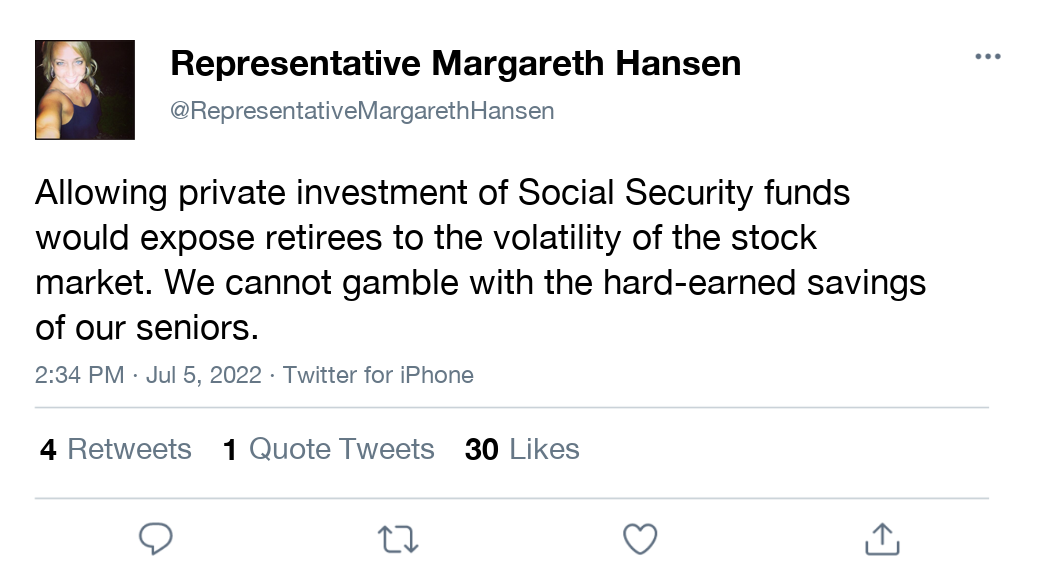 Representative Margareth Hansen
@RepresentativeMargarethHansen
Allowing private investment of Social Security funds
would expose retirees to the volatility of the stock
market. We cannot gamble with the hard-earned savings
of our seniors.
2:34 PM · Jul 5, 2022 · Twitter for iPhone
4 Retweets 1 Quote Tweets 30 Likes